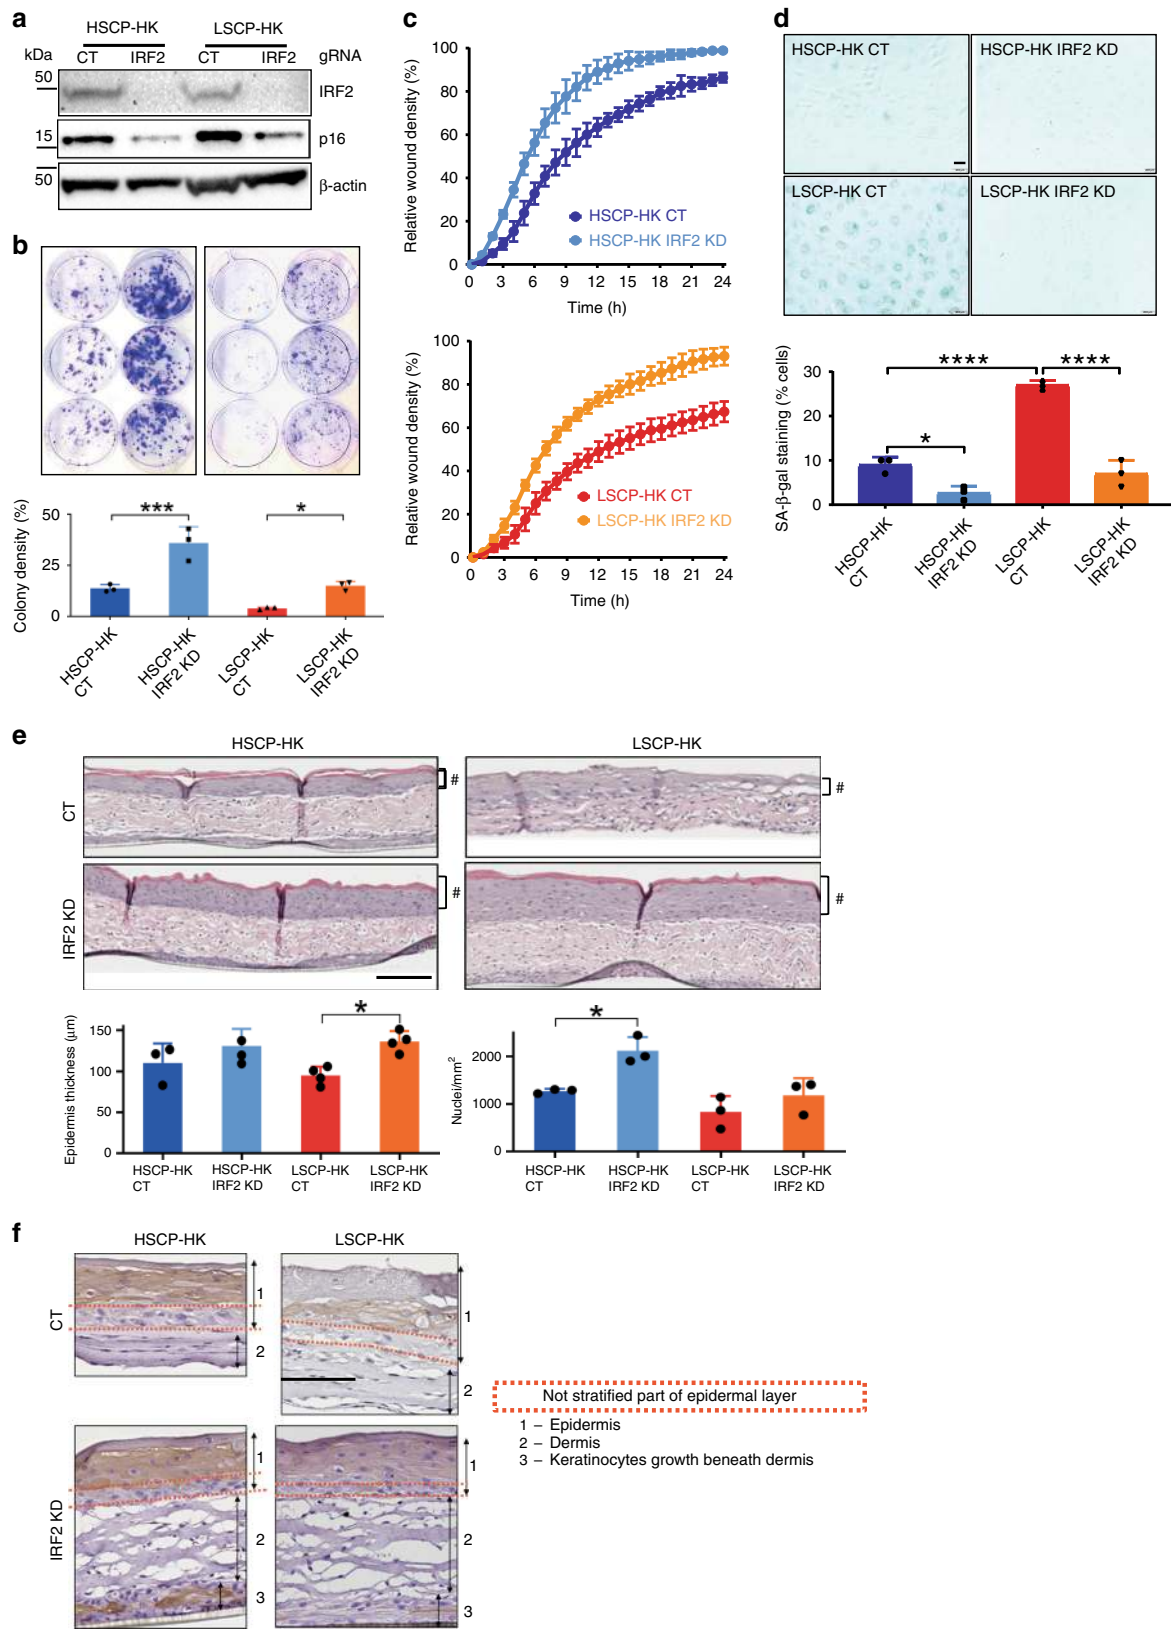 a
HSCP-HK LSCP-HK
kDa CT IRF2 CT IRF2 gRNA
50 IRF2
15 p16
50 β-actin
b
Colony density (%)
50
25
0
*** *
HSCP-HK CT
HSCP-HK IRF2 KD
LSCP-HK CT
LSCP-HK IRF2 KD
c
Relative wound density (%)
100
80
60
40
20
0
HSCP-HK CT
HSCP-HK IRF2 KD
0 3 6 9 12 15 18 21 24
Time (h)
Relative wound density (%)
100
80
60
40
20
0
LSCP-HK CT
LSCP-HK IRF2 KD
0 3 6 9 12 15 18 21 24
Time (h)
d
HSCP-HK CT HSCP-HK IRF2 KD
LSCP-HK CT LSCP-HK IRF2 KD
SA-β-gal staining (% cells)
30
20
10
0
**** ****
*
HSCP-HK CT
HSCP-HK IRF2 KD
LSCP-HK CT
LSCP-HK IRF2 KD
e
HSCP-HK LSCP-HK
CT # #
IRF2 KD # #
Epidermis thickness (µm)
150
100
50
0
*
HSCP-HK HSCP-HK LSCP-HK LSCP-HK
CT IRF2 KD CT IRF2 KD
Nuclei/mm²
2000
1000
0
*
HSCP-HK HSCP-HK LSCP-HK LSCP-HK
CT IRF2 KD CT IRF2 KD
f
HSCP-HK LSCP-HK
CT
1 1
2 2
IRF2 KD
1 1
2 2
3 3
Not stratified part of epidermal layer
1 – Epidermis
2 – Dermis
3 – Keratinocytes growth beneath dermis